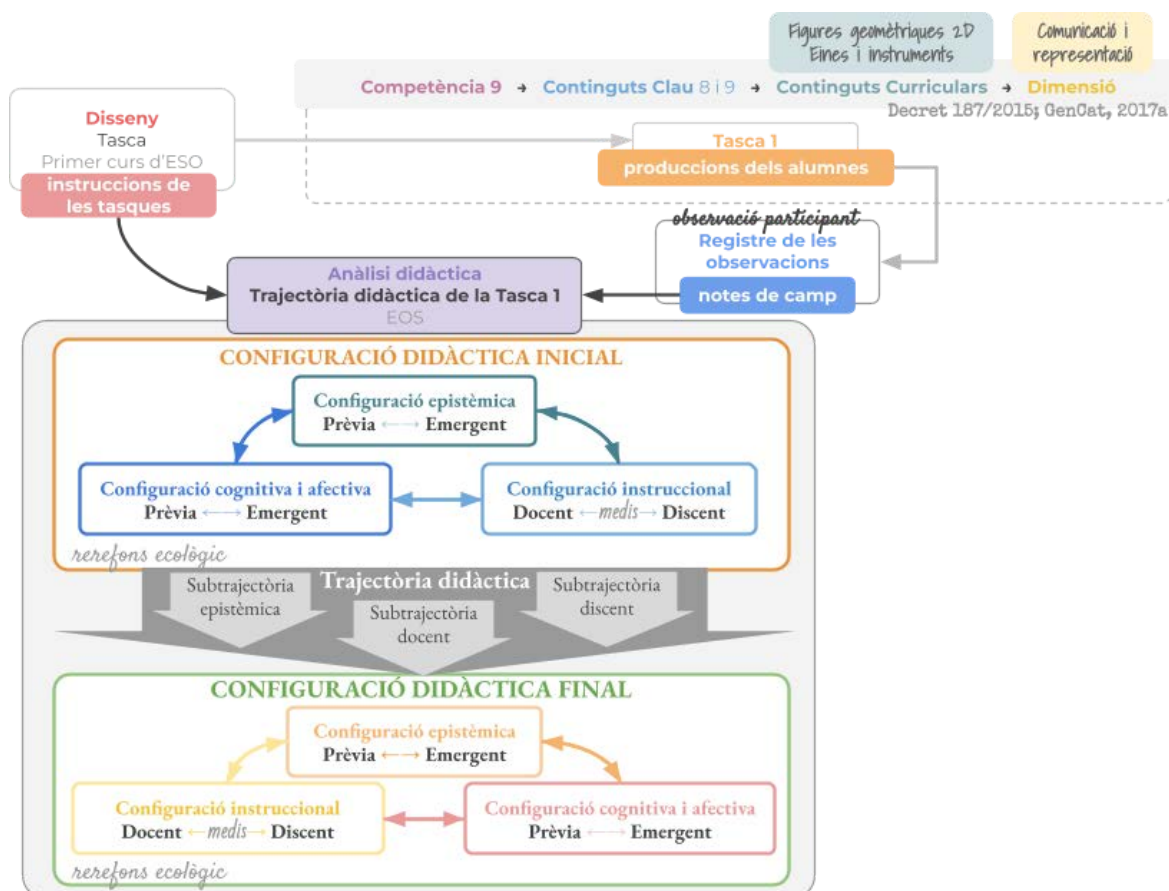 Figures geomètriques 2D
Eines i instruments
Comunicació i
representació
Competència 9 → Continguts Clau 8 i 9 → Continguts Curriculars → Dimensió
Decret 187/2015; GenCat, 2017a
Disseny
Tasca
Primer curs d'ESO
instruccions de
les tasques
Tasca 1
produccions dels alumnes
observació participant
Registre de les
observacions
notes de camp
Anàlisi didàctica
Trajectòria didàctica de la Tasca 1
EOS
CONFIGURACIÓ DIDÀCTICA INICIAL
Configuració epistèmica
Prèvia ←→ Emergent
Configuració cognitiva i afectiva
Prèvia ←→ Emergent
Configuració instruccional
Docent ←medis→ Discent
rerefons ecològic
Trajectòria didàctica
Subtrajectòria
epistèmica
Subtrajectòria
docent
Subtrajectòria
discent
CONFIGURACIÓ DIDÀCTICA FINAL
Configuració epistèmica
Prèvia ←→ Emergent
Configuració instruccional
Docent ←medis→ Discent
Configuració cognitiva i afectiva
Prèvia ←→ Emergent
rerefons ecològic